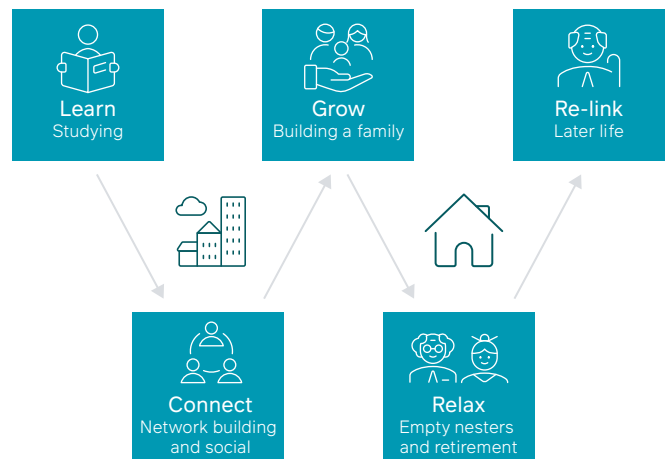 Learn
Studying
Grow
Building a family
Re-link
Later life
Connect
Network building
and social
Relax
Empty nesters
and retirement